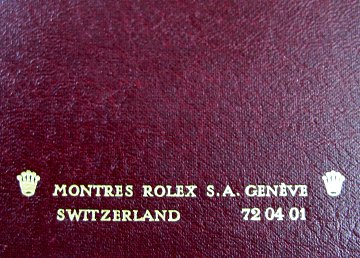 MONTRES ROLEX S.A. GENÈVE
SWITZERLAND 72 04 01